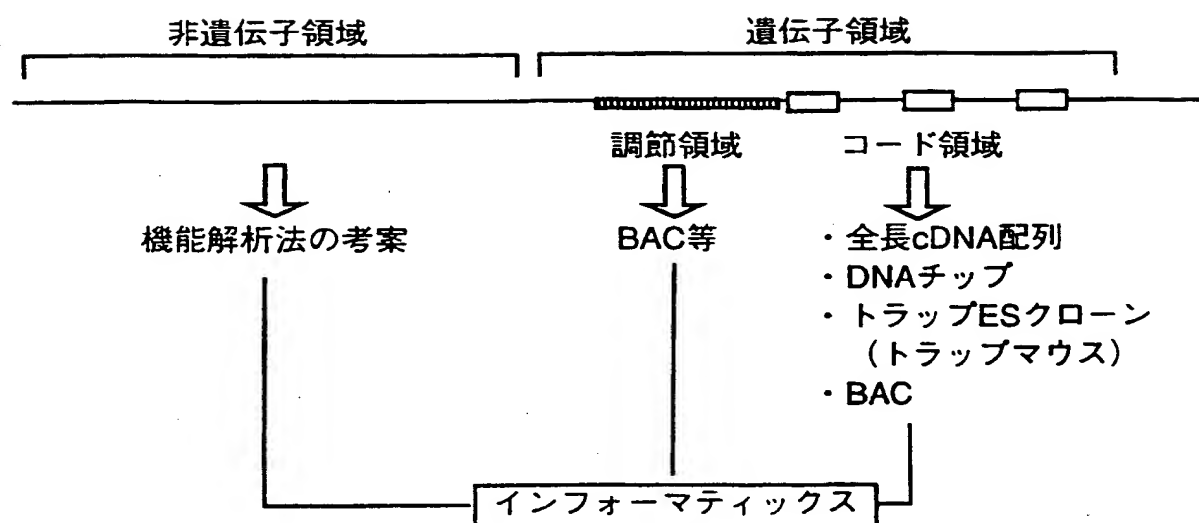 非遺伝子領域
遺伝子領域
調節領域
コード領域
機能解析法の考案
BAC等
・全長cDNA配列
・DNAチップ
・トラップESクローン
（トラップマウス）
・BAC
インフォーマティックス